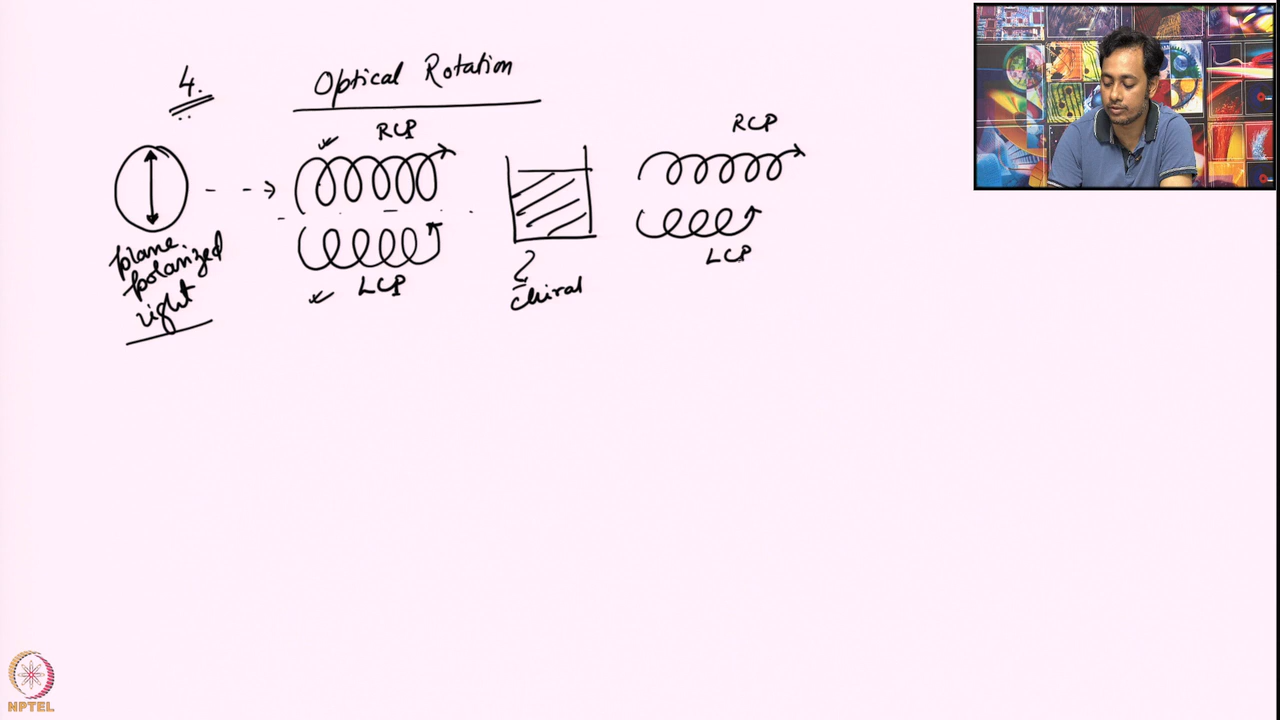 4.
Optical Rotation
RCP
RCP
plane
polarized
light
LCP
LCP
Chiral
NPTEL